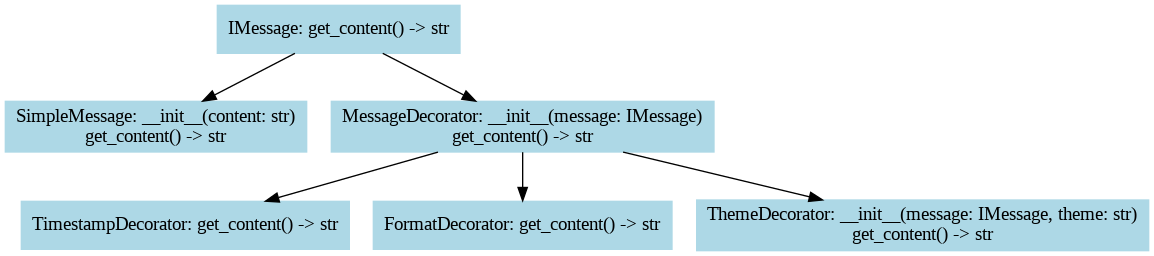 IMessage: get_content() -> str
SimpleMessage: __init__(content: str)
get_content() -> str
MessageDecorator: __init__(message: IMessage)
get_content() -> str
TimestampDecorator: get_content() -> str
FormatDecorator: get_content() -> str
ThemeDecorator: __init__(message: IMessage, theme: str)
get_content() -> str